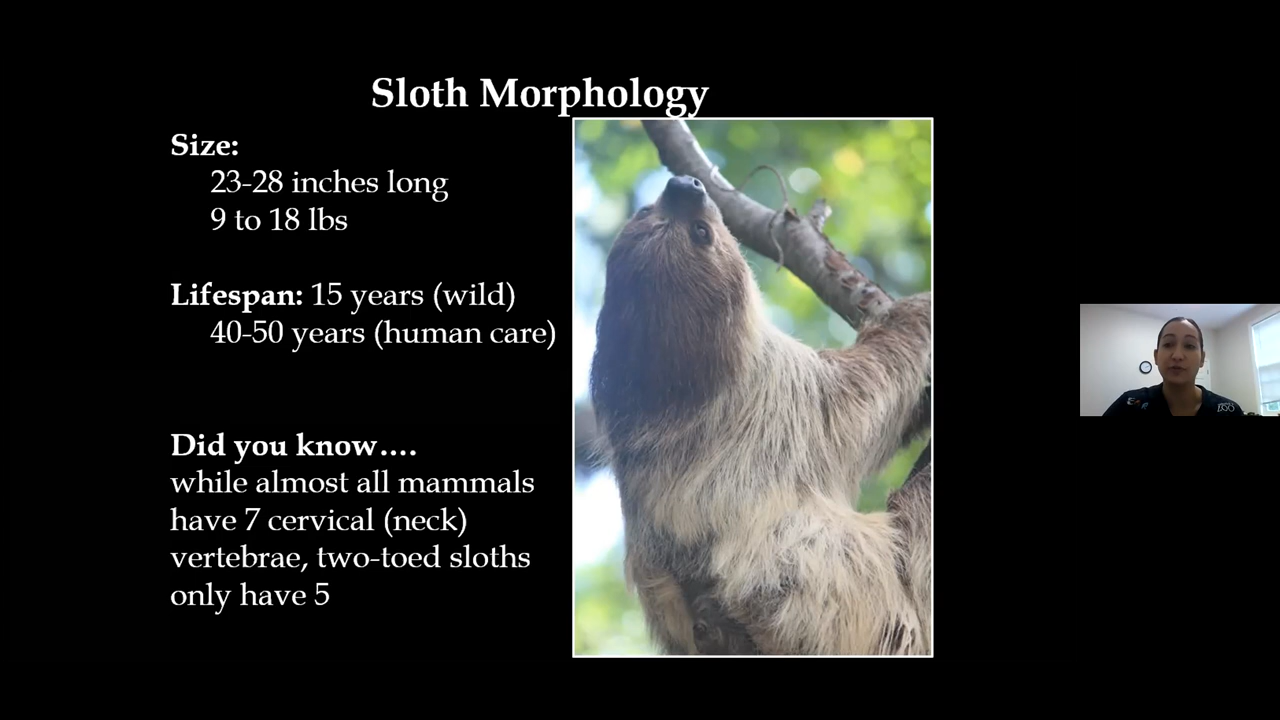 Sloth Morphology
Size:
23-28 inches long
9 to 18 lbs
Lifespan: 15 years (wild)
40-50 years (human care)
Did you know....
while almost all mammals
have 7 cervical (neck)
vertebrae, two-toed sloths
only have 5